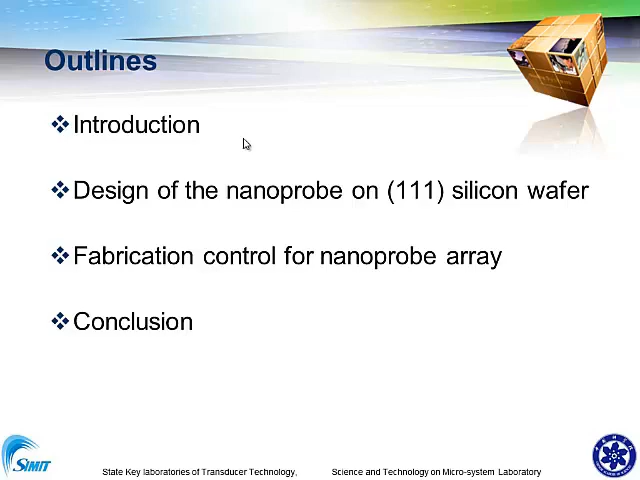 Outlines
Introduction
Design of the nanoprobe on (111) silicon wafer
Fabrication control for nanoprobe array
Conclusion
SIMIT
State Key laboratories of Transducer Technology, Science and Technology on Micro-system Laboratory